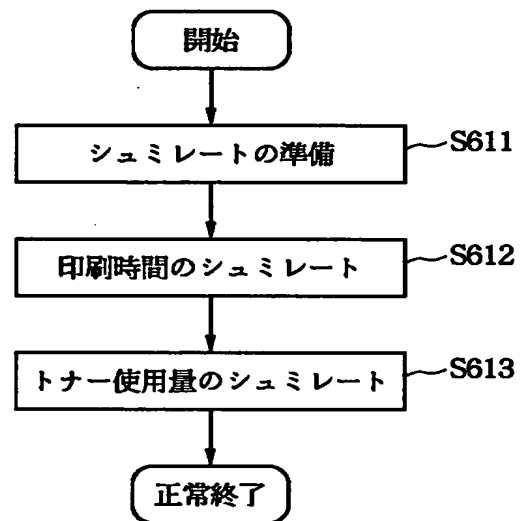 開始
シュミレートの準備
S611
印刷時間のシュミレート
S612
トナー使用量のシュミレート
S613
正常終了